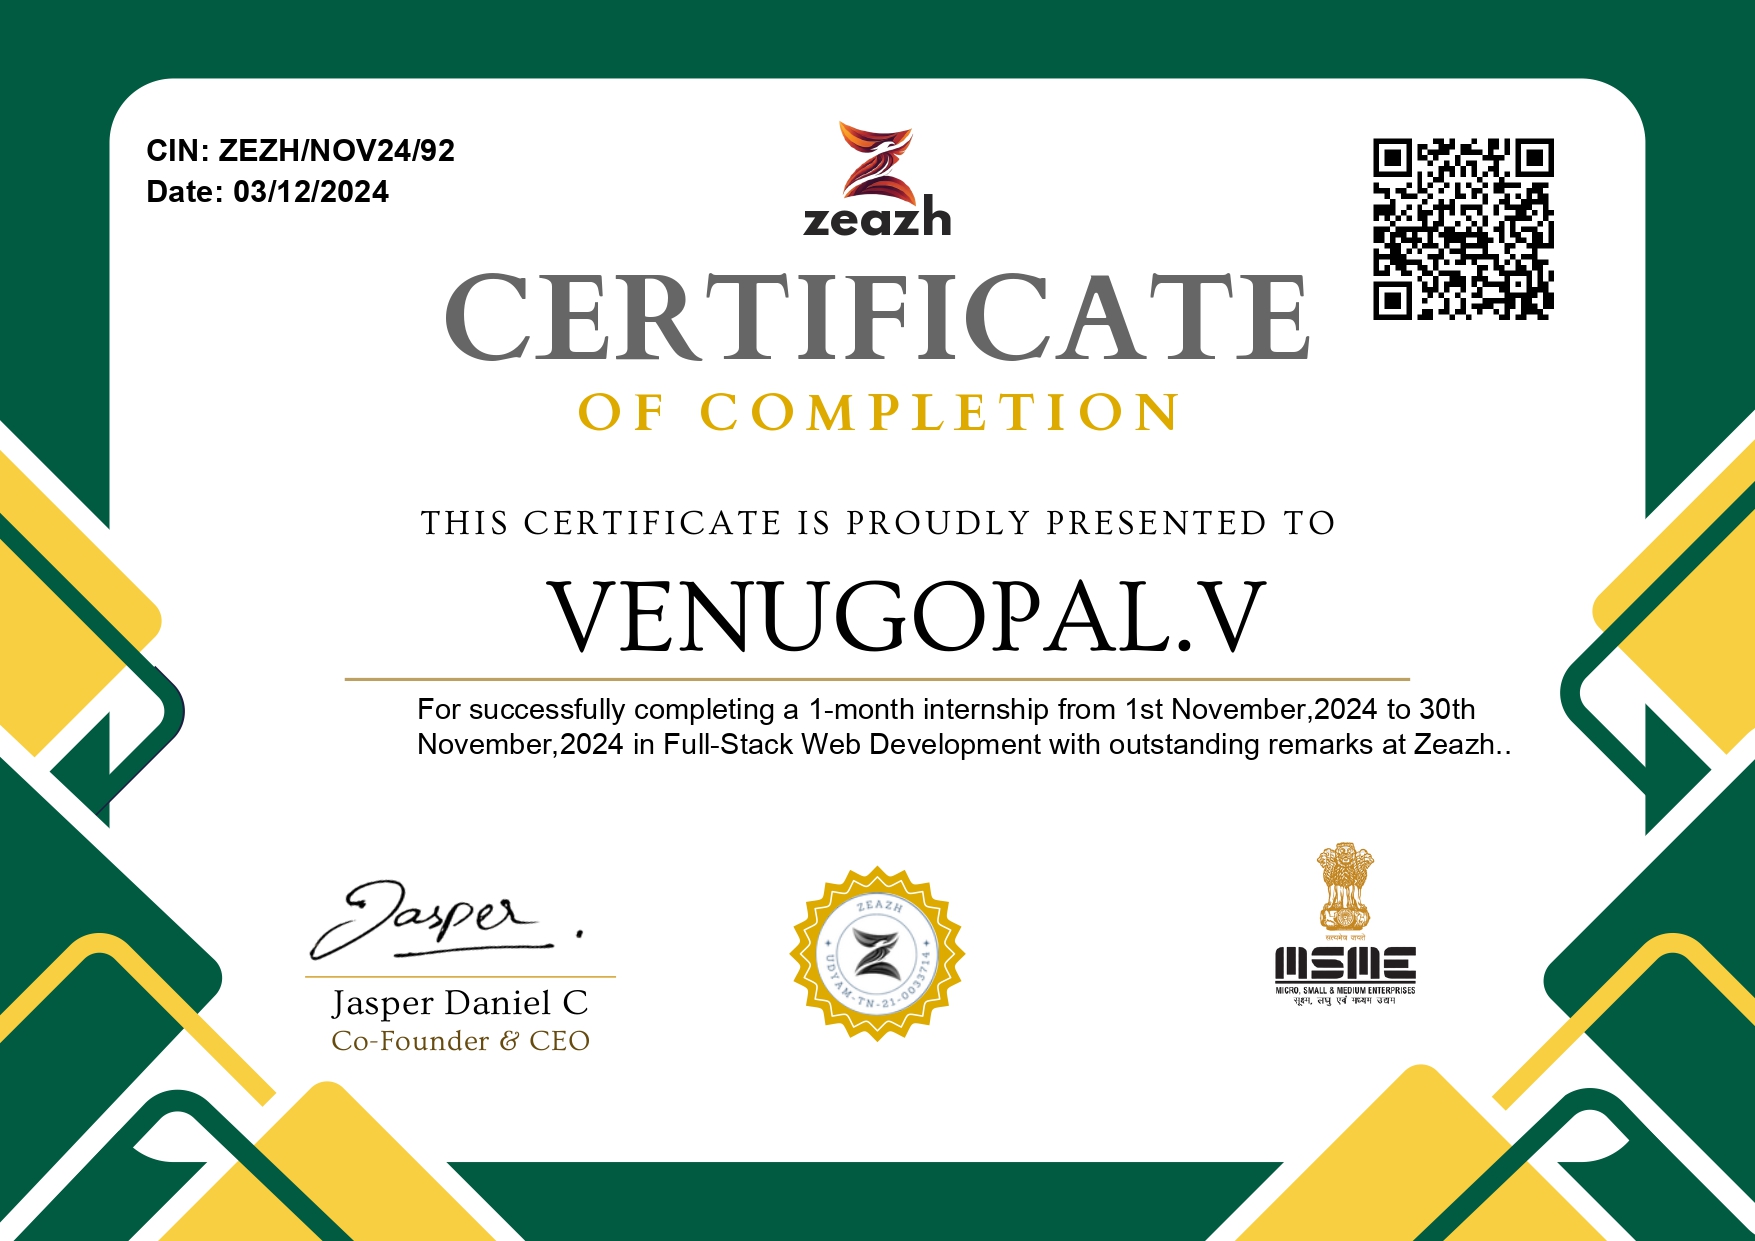 CIN: ZEZH/NOV24/92
Date: 03/12/2024
zeazh
CERTIFICATE
OF COMPLETION
THIS CERTIFICATE IS PROUDLY PRESENTED TO
VENUGOPAL.V
For successfully completing a 1-month internship from 1st November,2024 to 30th
November,2024 in Full-Stack Web Development with outstanding remarks at Zeazh..
Jasper .
Jasper Daniel C
Co-Founder & CEO
ZEAZH
UDYAM-TN-21-0033714
सत्यमेव जयते
MSME
MICRO, SMALL & MEDIUM ENTERPRISES
सूक्ष्म, लघु एवं मध्यम उद्यम